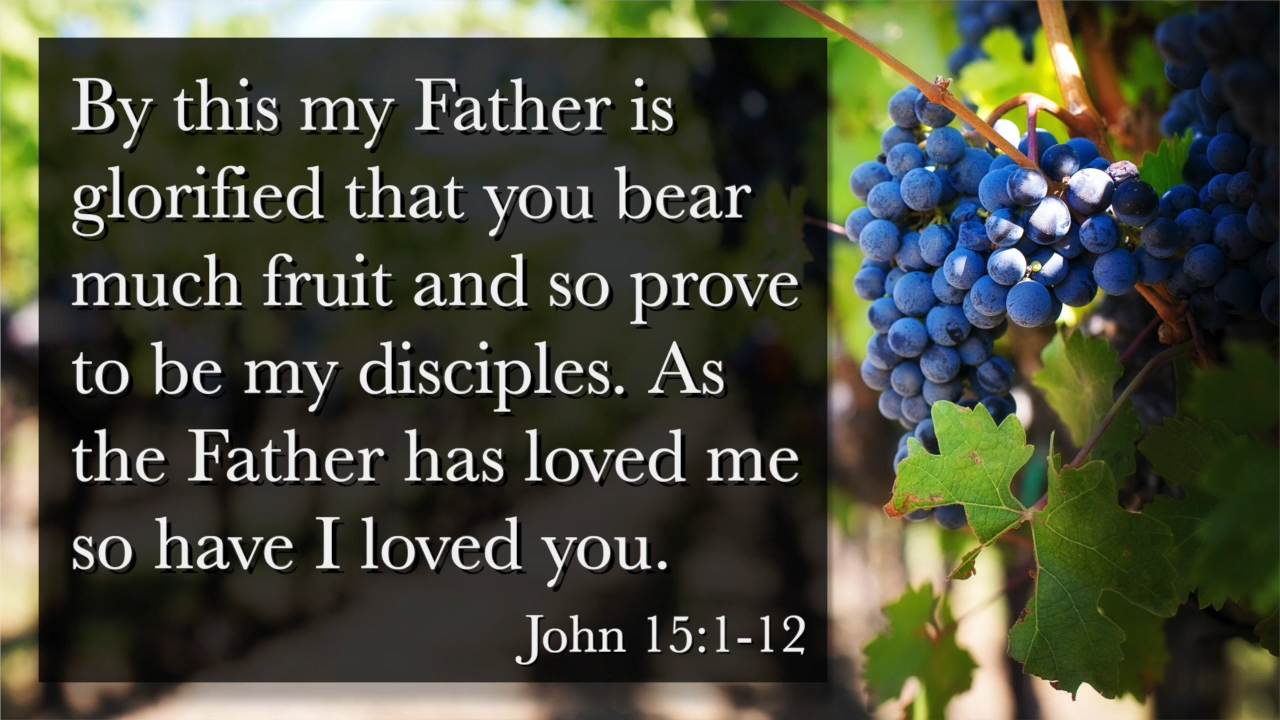 By this my Father is
glorified that you bear
much fruit and so prove
to be my disciples. As
the Father has loved me
so have I loved you.
John 15:1-12